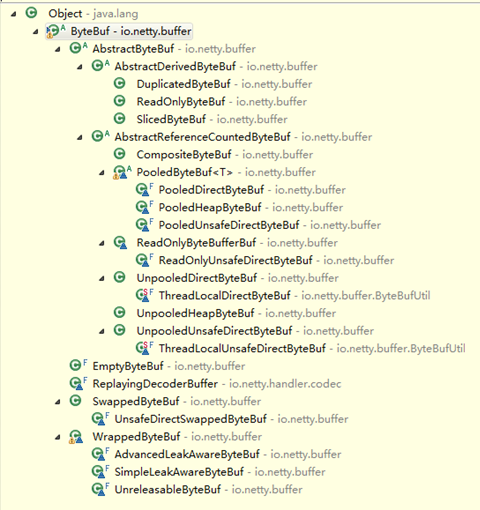 Object - java.lang
ByteBuf - io.netty.buffer
AbstractByteBuf - io.netty.buffer
AbstractDerivedByteBuf - io.netty.buffer
DuplicatedByteBuf - io.netty.buffer
ReadOnlyByteBuf - io.netty.buffer
SlicedByteBuf - io.netty.buffer
AbstractReferenceCountedByteBuf - io.netty.buffer
CompositeByteBuf - io.netty.buffer
PooledByteBuf<T> - io.netty.buffer
PooledDirectByteBuf - io.netty.buffer
PooledHeapByteBuf - io.netty.buffer
PooledUnsafeDirectByteBuf - io.netty.buffer
ReadOnlyByteBufferBuf - io.netty.buffer
ReadOnlyUnsafeDirectByteBuf - io.netty.buffer
UnpooledDirectByteBuf - io.netty.buffer
ThreadLocalDirectByteBuf - io.netty.buffer.ByteBufUtil
UnpooledHeapByteBuf - io.netty.buffer
UnpooledUnsafeDirectByteBuf - io.netty.buffer
ThreadLocalUnsafeDirectByteBuf - io.netty.buffer.ByteBufUtil
EmptyByteBuf - io.netty.buffer
ReplayingDecoderBuffer - io.netty.handler.codec
SwappedByteBuf - io.netty.buffer
UnsafeDirectSwappedByteBuf - io.netty.buffer
WrappedByteBuf - io.netty.buffer
AdvancedLeakAwareByteBuf - io.netty.buffer
SimpleLeakAwareByteBuf - io.netty.buffer
UnreleasableByteBuf - io.netty.buffer